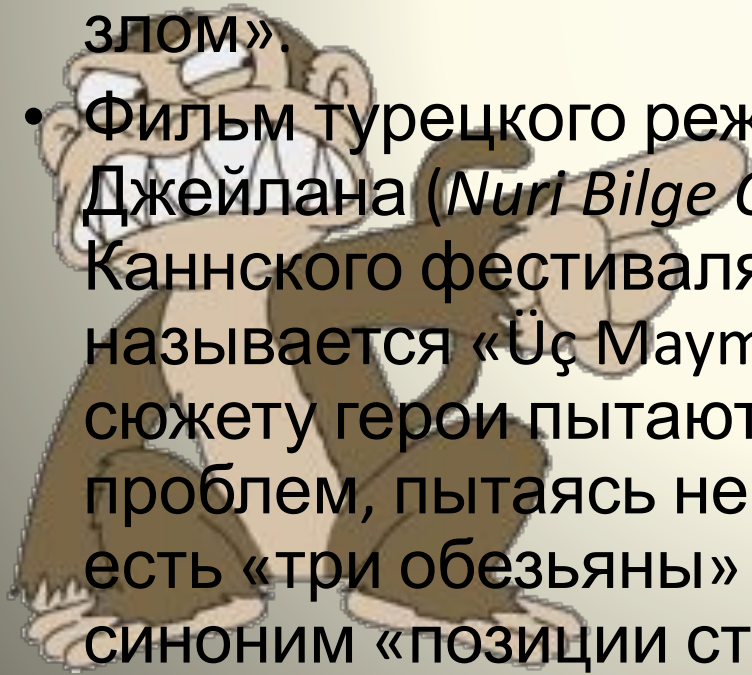 злом».
• Фильм турецкого реж
Джейлана (Nuri Bilge C
Каннского фестиваля
называется «Üç Maym
сюжету герои пытают
проблем, пытаясь не
есть «три обезьяны»
синоним «позиции ст